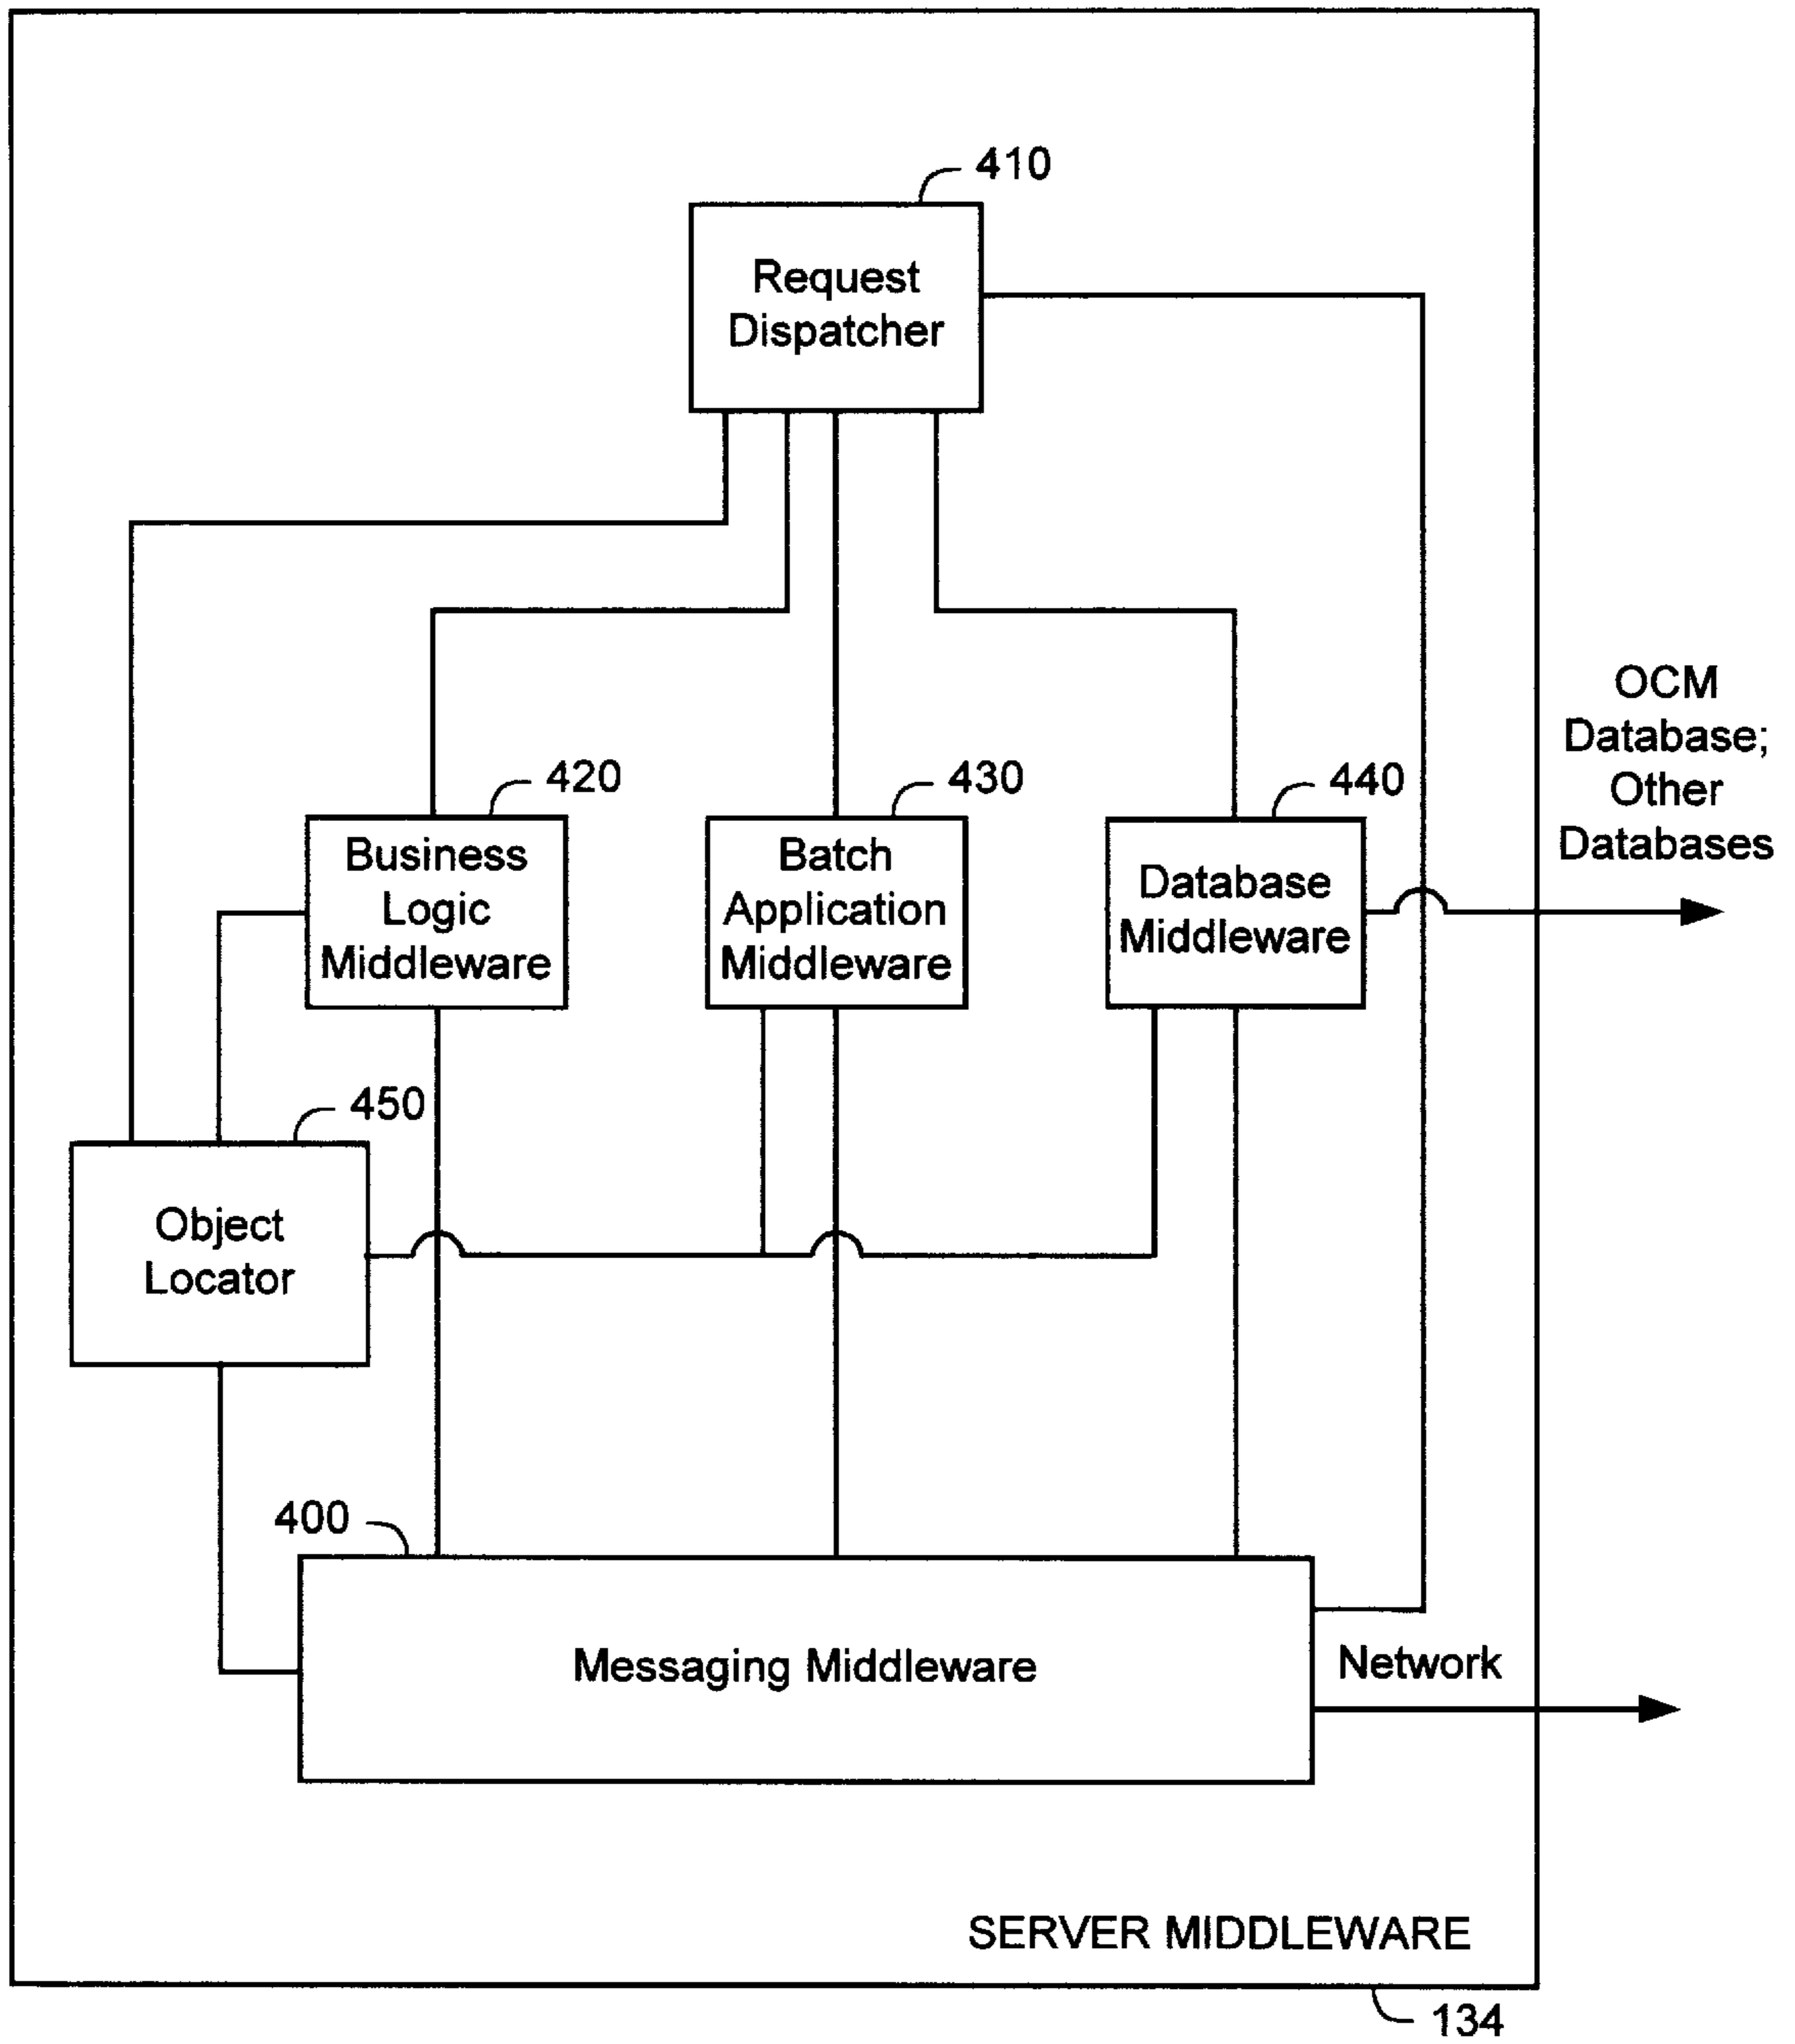 410
Request
Dispatcher
OCM
Database;
Other
Databases
420
430
440
Business
Logic
Middleware
Batch
Application
Middleware
Database
Middleware
450
Object
Locator
400
Messaging Middleware
Network
SERVER MIDDLEWARE
134